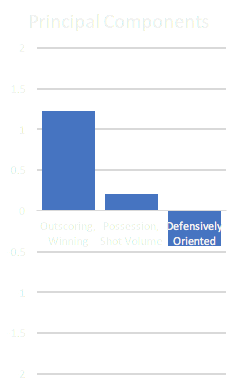 Principal Components
2
1.5
1
0.5
0
Outscoring,
Winning
Possession,
Shot Volume
Defensively
Oriented
0.5
1
1.5
2